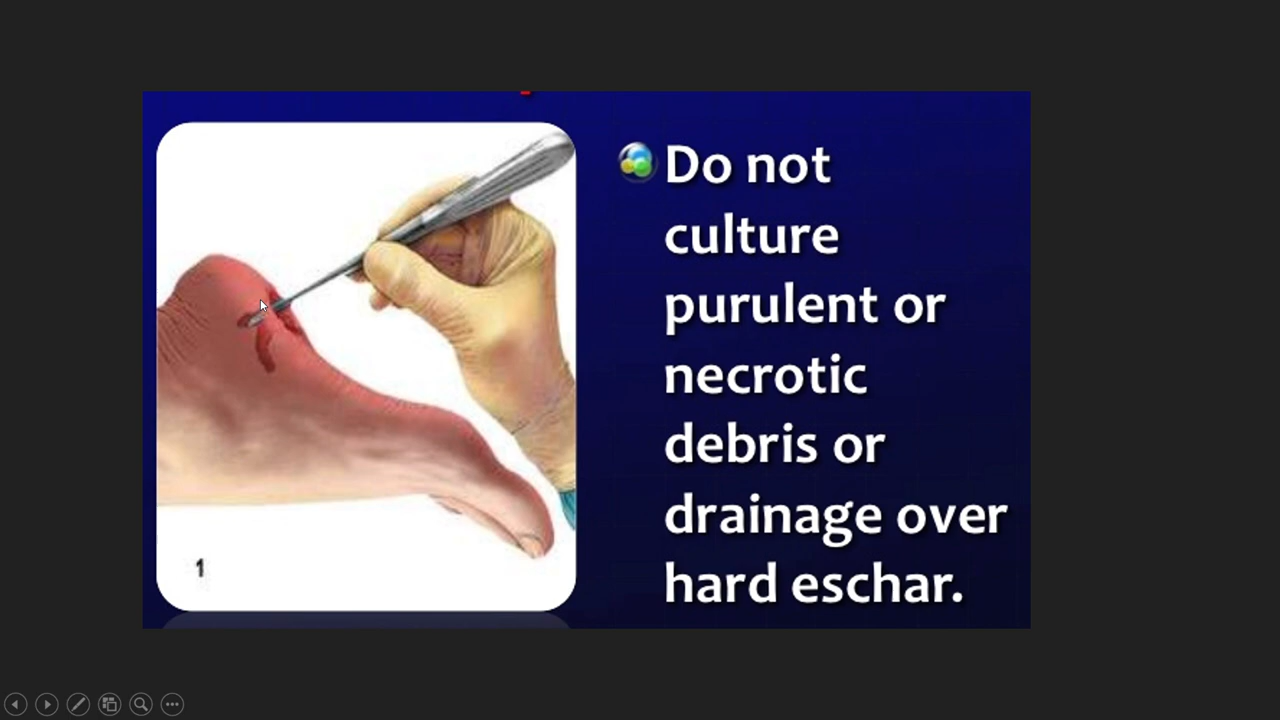 Do not
culture
purulent or
necrotic
debris or
drainage over
hard eschar.
1